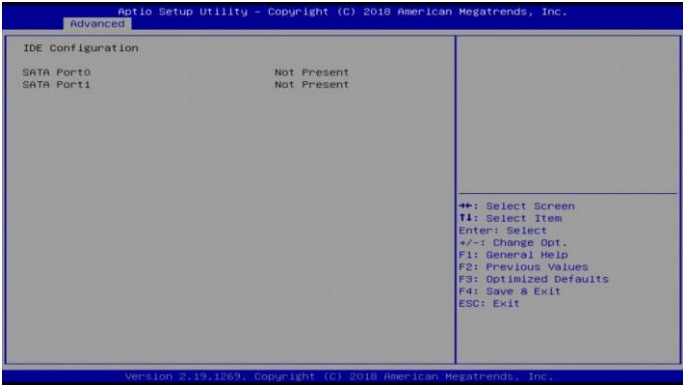 Aptio Setup Utility – Copyright (C) 2018 American Megatrends, Inc.
Advanced
IDE Configuration
SATA Port0 Not Present
SATA Port1 Not Present
→←: Select Screen
↑↓: Select Item
Enter: Select
+/-: Change Opt.
F1: General Help
F2: Previous Values
F3: Optimized Defaults
F4: Save & Exit
ESC: Exit
Version 2.19.1269. Copyright (C) 2018 American Megatrends, Inc.